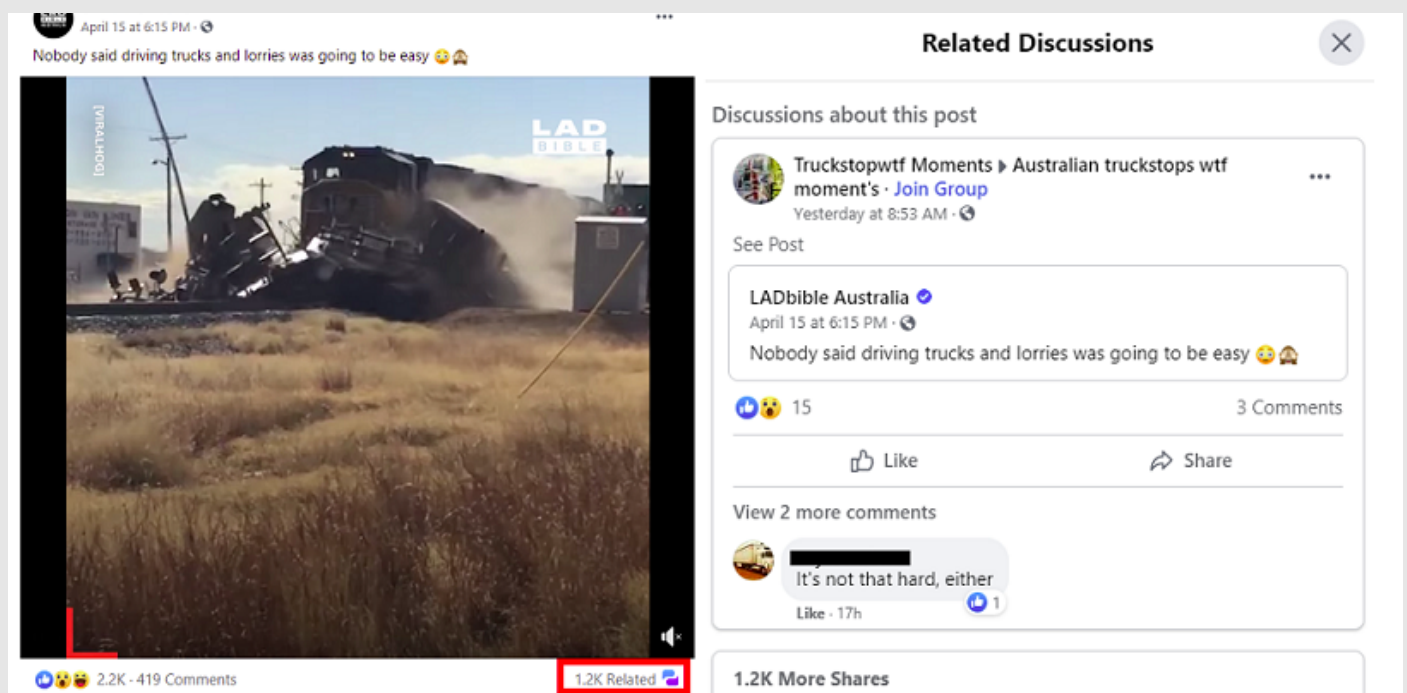 LAD
BIBLE
April 15 at 6:15 PM ·
Nobody said driving trucks and lorries was going to be easy 😳🙈
[VIRALHOG]
LAD
BIBLE
2.2K · 419 Comments
1.2K Related
Related Discussions
Discussions about this post
Truckstopwtf Moments ▸ Australian truckstops wtf
moment's · Join Group
Yesterday at 8:53 AM ·
See Post
LADbible Australia
April 15 at 6:15 PM ·
Nobody said driving trucks and lorries was going to be easy 😳🙈
15
3 Comments
Like
Share
View 2 more comments
It's not that hard, either
1
Like · 17h
1.2K More Shares